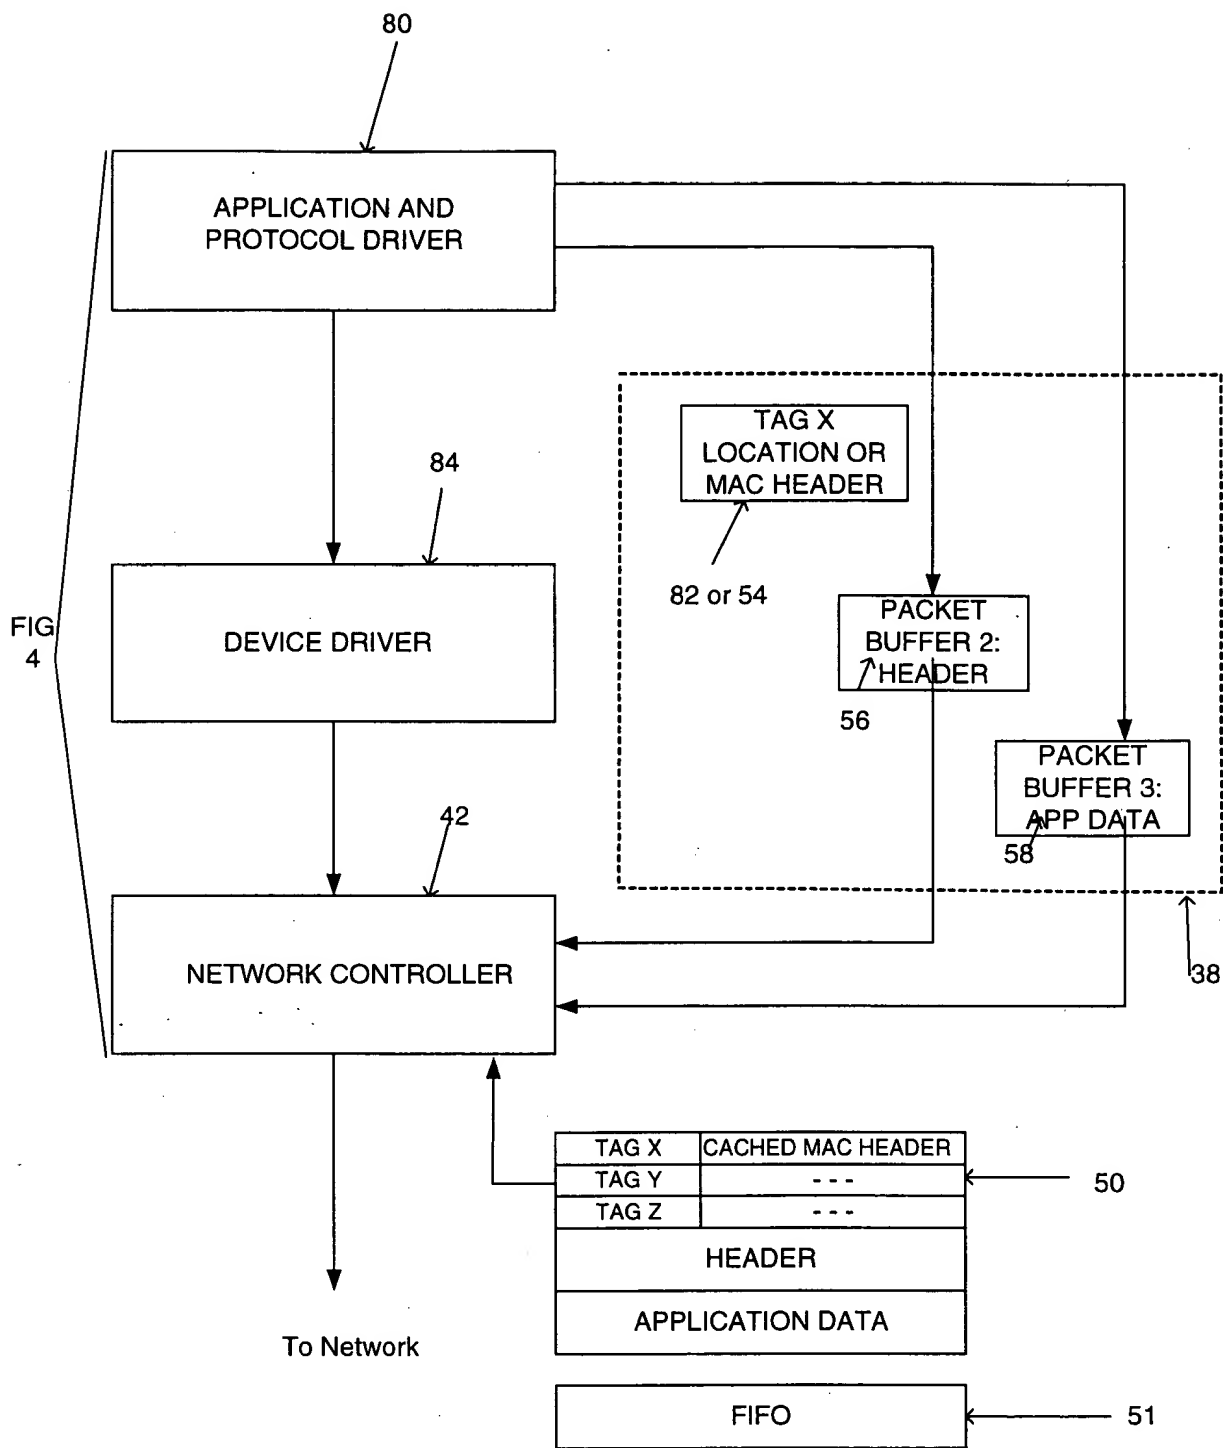 80
APPLICATION AND
PROTOCOL DRIVER
TAG X
LOCATION OR
MAC HEADER
84
82 or 54
PACKET
BUFFER 2:
HEADER
FIG
4
DEVICE DRIVER
56
PACKET
BUFFER 3:
APP DATA
58
42
NETWORK CONTROLLER
38
TAG X CACHED MAC HEADER
TAG Y - - -
50
TAG Z - - -
HEADER
APPLICATION DATA
To Network
FIFO
51